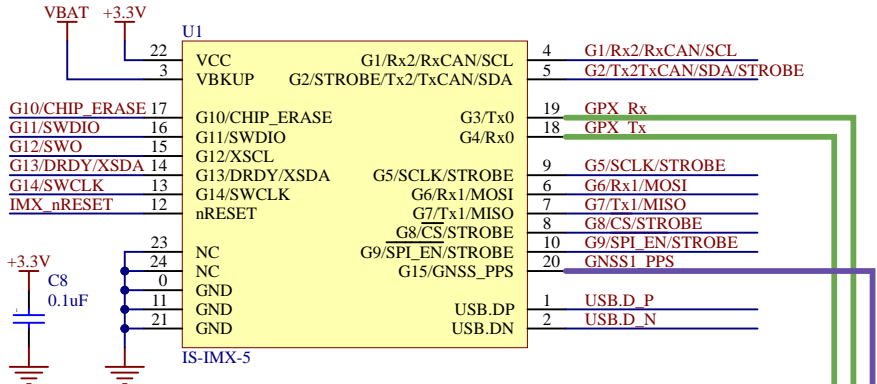 VBAT +3.3V
U1
22 VCC G1/Rx2/RxCAN/SCL 4 G1/Rx2/RxCAN/SCL
3 VBKUP G2/STROBE/Tx2/TxCAN/SDA 5 G2/Tx2TxCAN/SDA/STROBE
G10/CHIP_ERASE 17 G10/CHIP_ERASE G3/Tx0 19 GPX_Rx
G11/SWDIO 16 G11/SWDIO G4/Rx0 18 GPX_Tx
G12/SWO 15 G12/XSCL
G13/DRDY/XSDA 14 G13/DRDY/XSDA G5/SCLK/STROBE 9 G5/SCLK/STROBE
G14/SWCLK 13 G14/SWCLK G6/Rx1/MOSI 6 G6/Rx1/MOSI
IMX_nRESET 12 nRESET G7/Tx1/MISO 7 G7/Tx1/MISO
G8/CS/STROBE 8 G8/CS/STROBE
23 NC G9/SPI_EN/STROBE 10 G9/SPI_EN/STROBE
+3.3V 24 NC G15/GNSS_PPS 20 GNSS1_PPS
C8 0 GND
0.1uF 11 GND USB.DP 1 USB.D_P
21 GND USB.DN 2 USB.D_N
IS-IMX-5